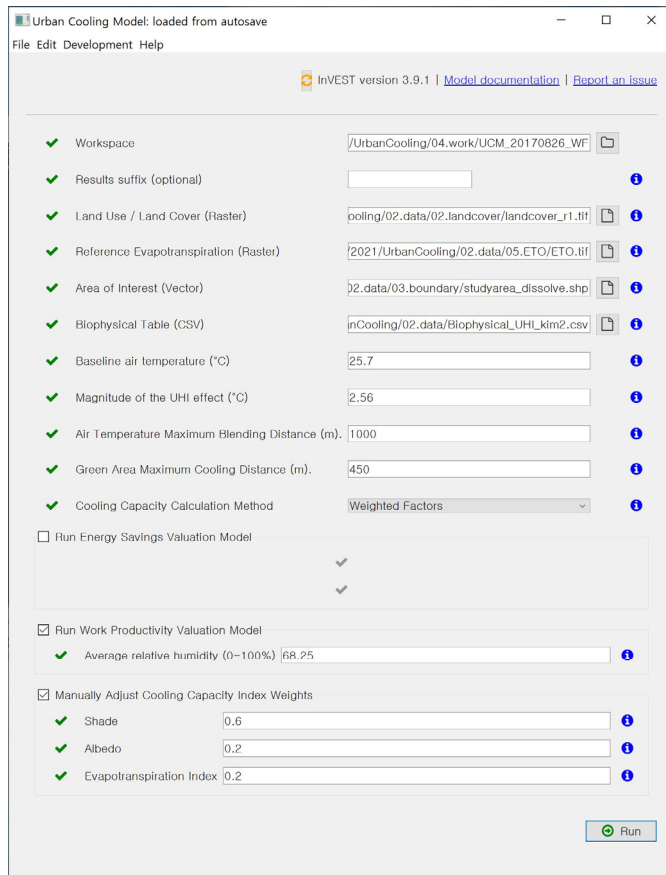 Urban Cooling Model: loaded from autosave
File Edit Development Help
InVEST version 3.9.1 | Model documentation | Report an issue
Workspace /UrbanCooling/04.work/UCM_20170826_WF
Results suffix (optional)
Land Use / Land Cover (Raster) ooling/02.data/02.landcover/landcover_r1.tif
Reference Evapotranspiration (Raster) '2021/UrbanCooling/02.data/05.ETO/ETO.tif
Area of Interest (Vector) 02.data/03.boundary/studyarea_dissolve.shp
Biophysical Table (CSV) nCooling/02.data/Biophysical_UHI_kim2.csv
Baseline air temperature (°C) 25.7
Magnitude of the UHI effect (°C) 2.56
Air Temperature Maximum Blending Distance (m). 1000
Green Area Maximum Cooling Distance (m). 450
Cooling Capacity Calculation Method Weighted Factors
Run Energy Savings Valuation Model
Run Work Productivity Valuation Model
Average relative humidity (0-100%) 68.25
Manually Adjust Cooling Capacity Index Weights
Shade 0.6
Albedo 0.2
Evapotranspiration Index 0.2
Run